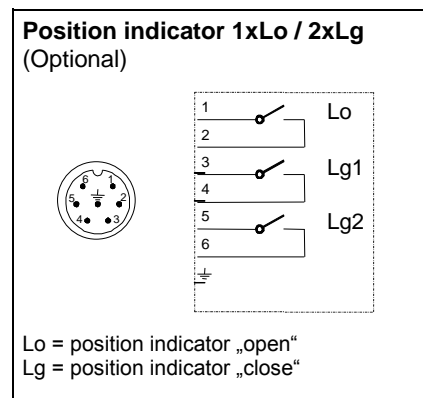 Position indicator 1xLo / 2xLg
(Optional)
1
Lo
2
3
Lg1
4
5
Lg2
6
6 1
5 2
4 3
Lo = position indicator „open“
Lg = position indicator „close“